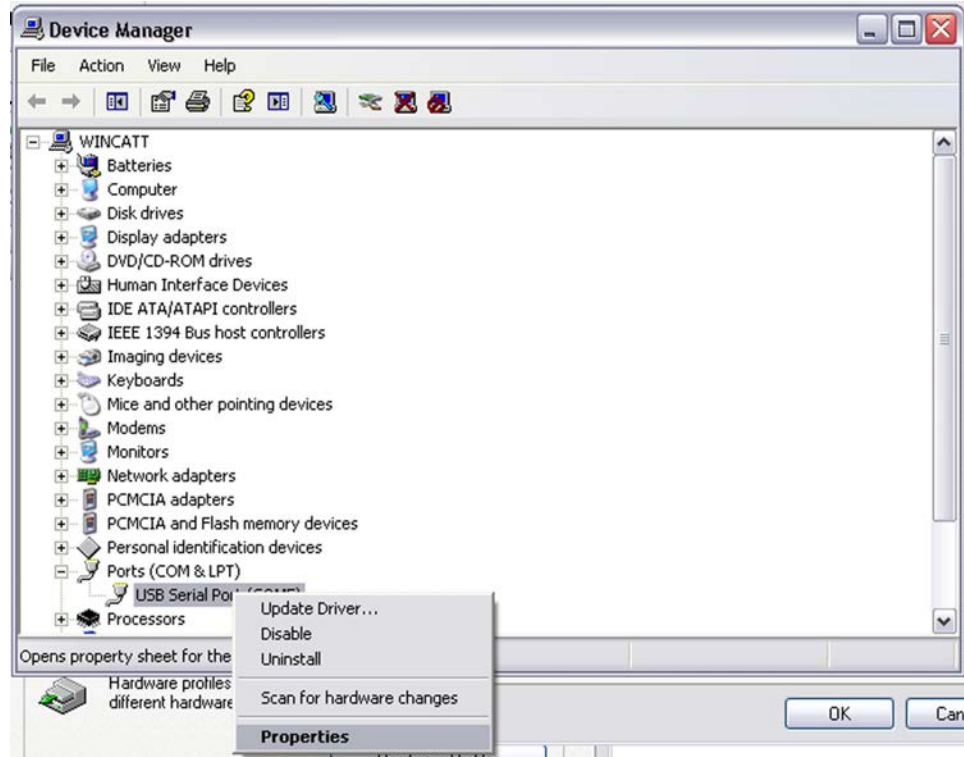 Device Manager
File Action View Help
WINCATT
Batteries
Computer
Disk drives
Display adapters
DVD/CD-ROM drives
Human Interface Devices
IDE ATA/ATAPI controllers
IEEE 1394 Bus host controllers
Imaging devices
Keyboards
Mice and other pointing devices
Modems
Monitors
Network adapters
PCMCIA adapters
PCMCIA and Flash memory devices
Personal identification devices
Ports (COM & LPT)
USB Serial
Processors
Update Driver...
Disable
Uninstall
Scan for hardware changes
Properties
Opens property sheet for the
Hardware profiles
different hardware
OK